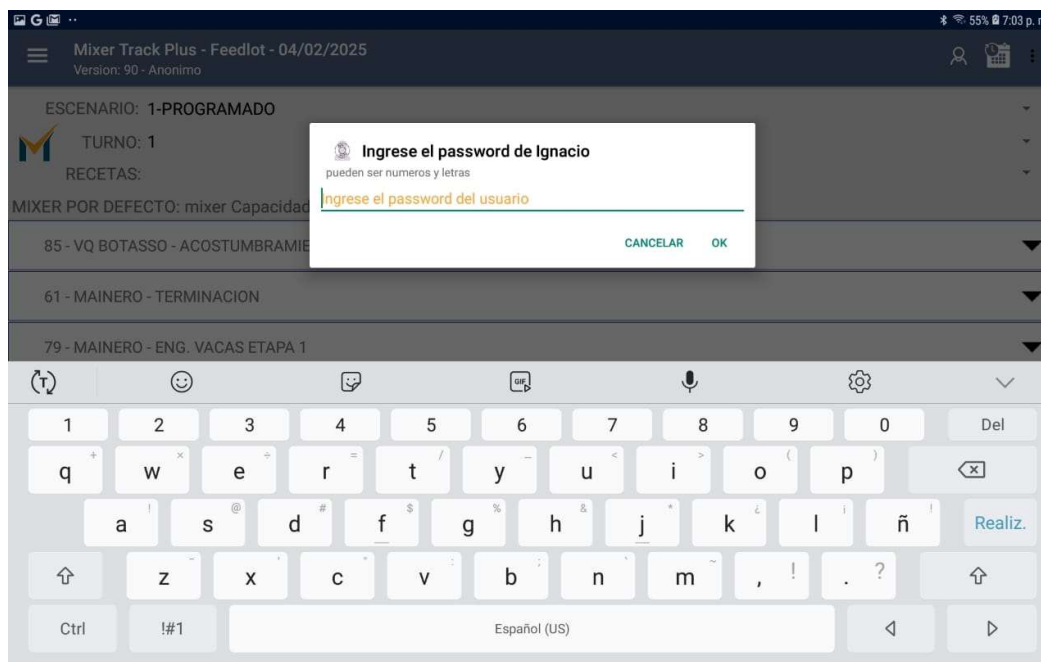 55% 7:03 p. r
Mixer Track Plus - Feedlot - 04/02/2025
Version: 90 - Anonimo
ESCENARIO: 1-PROGRAMADO
TURNO: 1
RECETAS:
MIXER POR DEFECTO: mixer Capacidad
Ingrese el password de Ignacio
pueden ser numeros y letras
Ingrese el password del usuario
CANCELAR OK
85 - VQ BOTASSO - ACOSTUMBRAMIE
61 - MAINERO - TERMINACION
79 - MAINERO - ENG. VACAS ETAPA 1
T GIF
1 2 3 4 5 6 7 8 9 0 Del
q + w × e ÷ r = t / y _ u < i > o ( p )
a ! s @ d # f $ g % h & j * k ¿ l ¡ ñ ! Realiz.
z x ' c " v : b ; n m ~ , ! . ?
Ctrl !#1 Español (US)